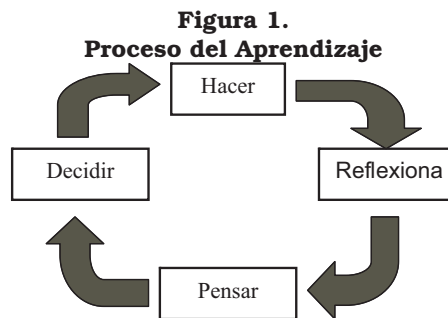 Figura 1.
Proceso del Aprendizaje
Hacer
Decidir
Reflexiona
Pensar